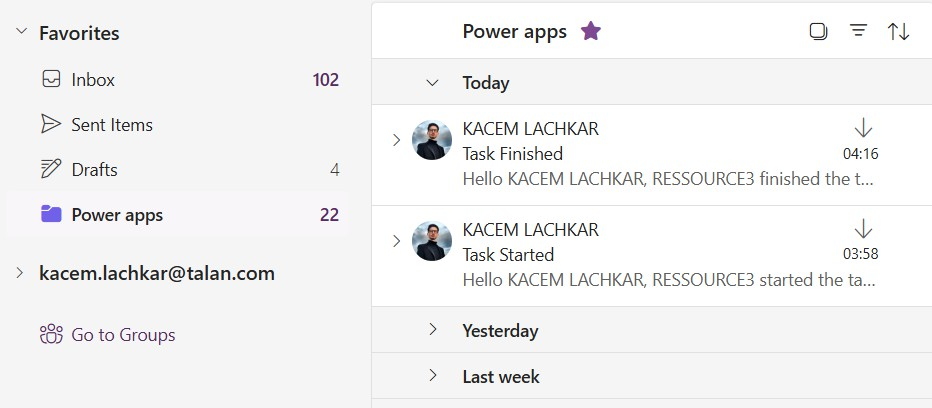 Favorites
Inbox 102
Sent Items
Drafts 4
Power apps 22
kacem.lachkar@talan.com
Go to Groups
Power apps
Today
KACEM LACHKAR
Task Finished 04:16
Hello KACEM LACHKAR, RESSOURCE3 finished the t...
KACEM LACHKAR
Task Started 03:58
Hello KACEM LACHKAR, RESSOURCE3 started the ta...
Yesterday
Last week